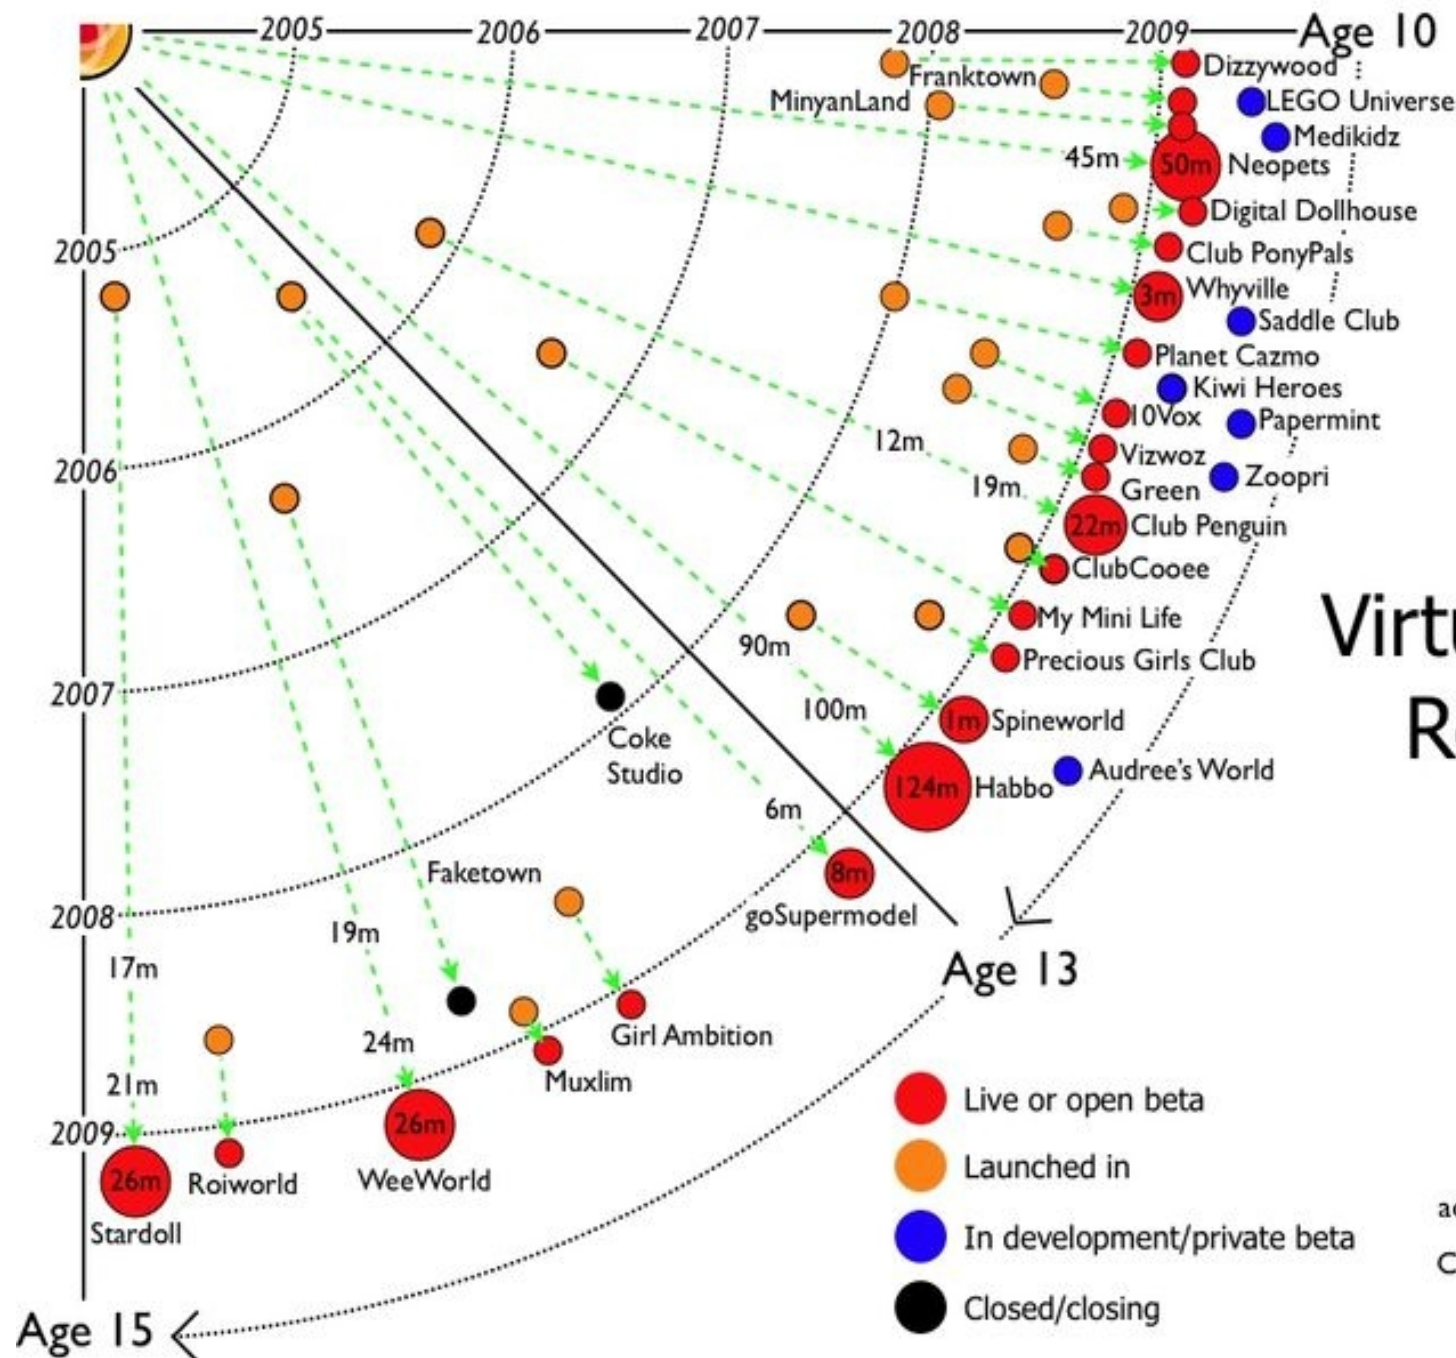 2005
2006
2007
2008
2009
Age 10
Dizzywood
Franktown
MinyanLand
LEGO Universe
Medikidz
45m
50m
Neopets
Digital Dollhouse
2005
Club PonyPals
3m
Whyville
Saddle Club
Planet Cazmo
Kiwi Heroes
10Vox
Papermint
12m
Vizwoz
2006
19m
Green
Zoopri
22m
Club Penguin
ClubCooee
My Mini Life
Virt
90m
Precious Girls Club
2007
100m
1m
Spineworld
R
Coke
Studio
Audree's World
124m
Habbo
6m
Faketown
8m
2008
goSupermodel
19m
17m
Age 13
Girl Ambition
24m
21m
Muxlim
Live or open beta
2009
26m
Launched in
26m
Roiworld
WeeWorld
Stardoll
In development/private beta
Closed/closing
Age 15